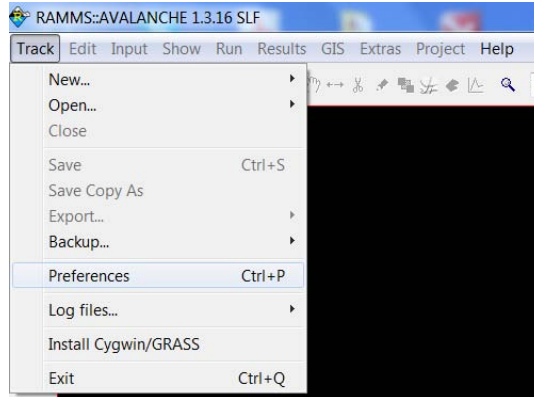 RAMMS::AVALANCHE 1.3.16 SLF
Track Edit Input Show Run Results GIS Extras Project Help
New...
Open...
Close
Save Ctrl+S
Save Copy As
Export...
Backup...
Preferences Ctrl+P
Log files...
Install Cygwin/GRASS
Exit Ctrl+Q